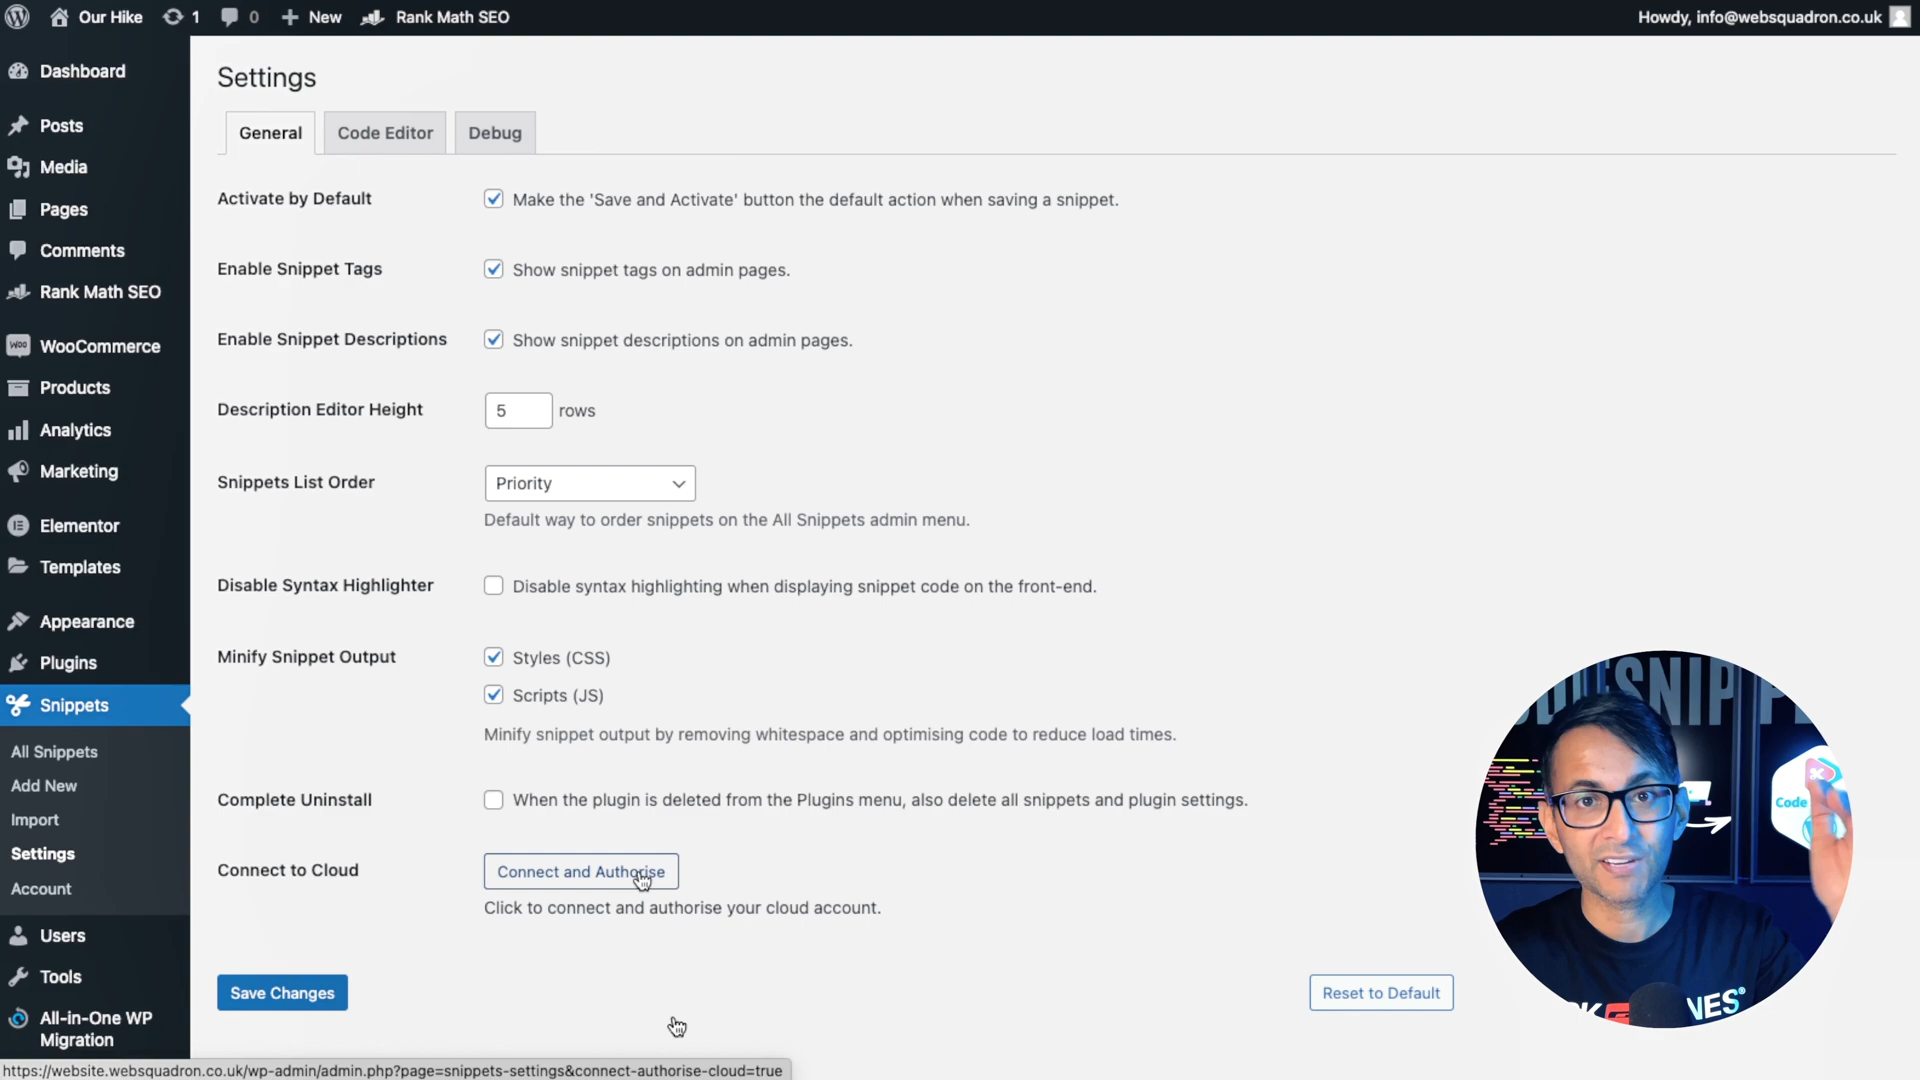 Our Hike
1
0
New
Rank Math SEO
Howdy, info@websquadron.co.uk
Dashboard
Posts
Media
Pages
Comments
Rank Math SEO
Woo
WooCommerce
Products
Analytics
Marketing
Elementor
Templates
Appearance
Plugins
Snippets
All Snippets
Add New
Import
Settings
Account
Users
Tools
All-in-One WP
Migration
Settings
General
Code Editor
Debug
Activate by Default
Make the 'Save and Activate' button the default action when saving a snippet.
Enable Snippet Tags
Show snippet tags on admin pages.
Enable Snippet Descriptions
Show snippet descriptions on admin pages.
Description Editor Height
5
rows
Snippets List Order
Priority
Default way to order snippets on the All Snippets admin menu.
Disable Syntax Highlighter
Disable syntax highlighting when displaying snippet code on the front-end.
Minify Snippet Output
Styles (CSS)
Scripts (JS)
Minify snippet output by removing whitespace and optimising code to reduce load times.
Complete Uninstall
When the plugin is deleted from the Plugins menu, also delete all snippets and plugin settings.
Connect to Cloud
Connect and Authorise
Click to connect and authorise your cloud account.
Save Changes
Reset to Default
Code
https://website.websquadron.co.uk/wp-admin/admin.php?page=snippets-settings&connect-authorise-cloud=true